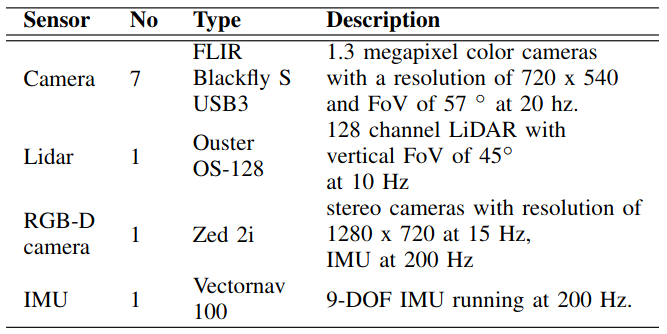 Sensor No Type Description
Camera 7 FLIR Blackfly S USB3 1.3 megapixel color cameras with a resolution of 720 x 540 and FoV of 57 ° at 20 hz.
Lidar 1 Ouster OS-128 128 channel LiDAR with vertical FoV of 45° at 10 Hz
RGB-D camera 1 Zed 2i stereo cameras with resolution of 1280 x 720 at 15 Hz, IMU at 200 Hz
IMU 1 Vectornav 100 9-DOF IMU running at 200 Hz.